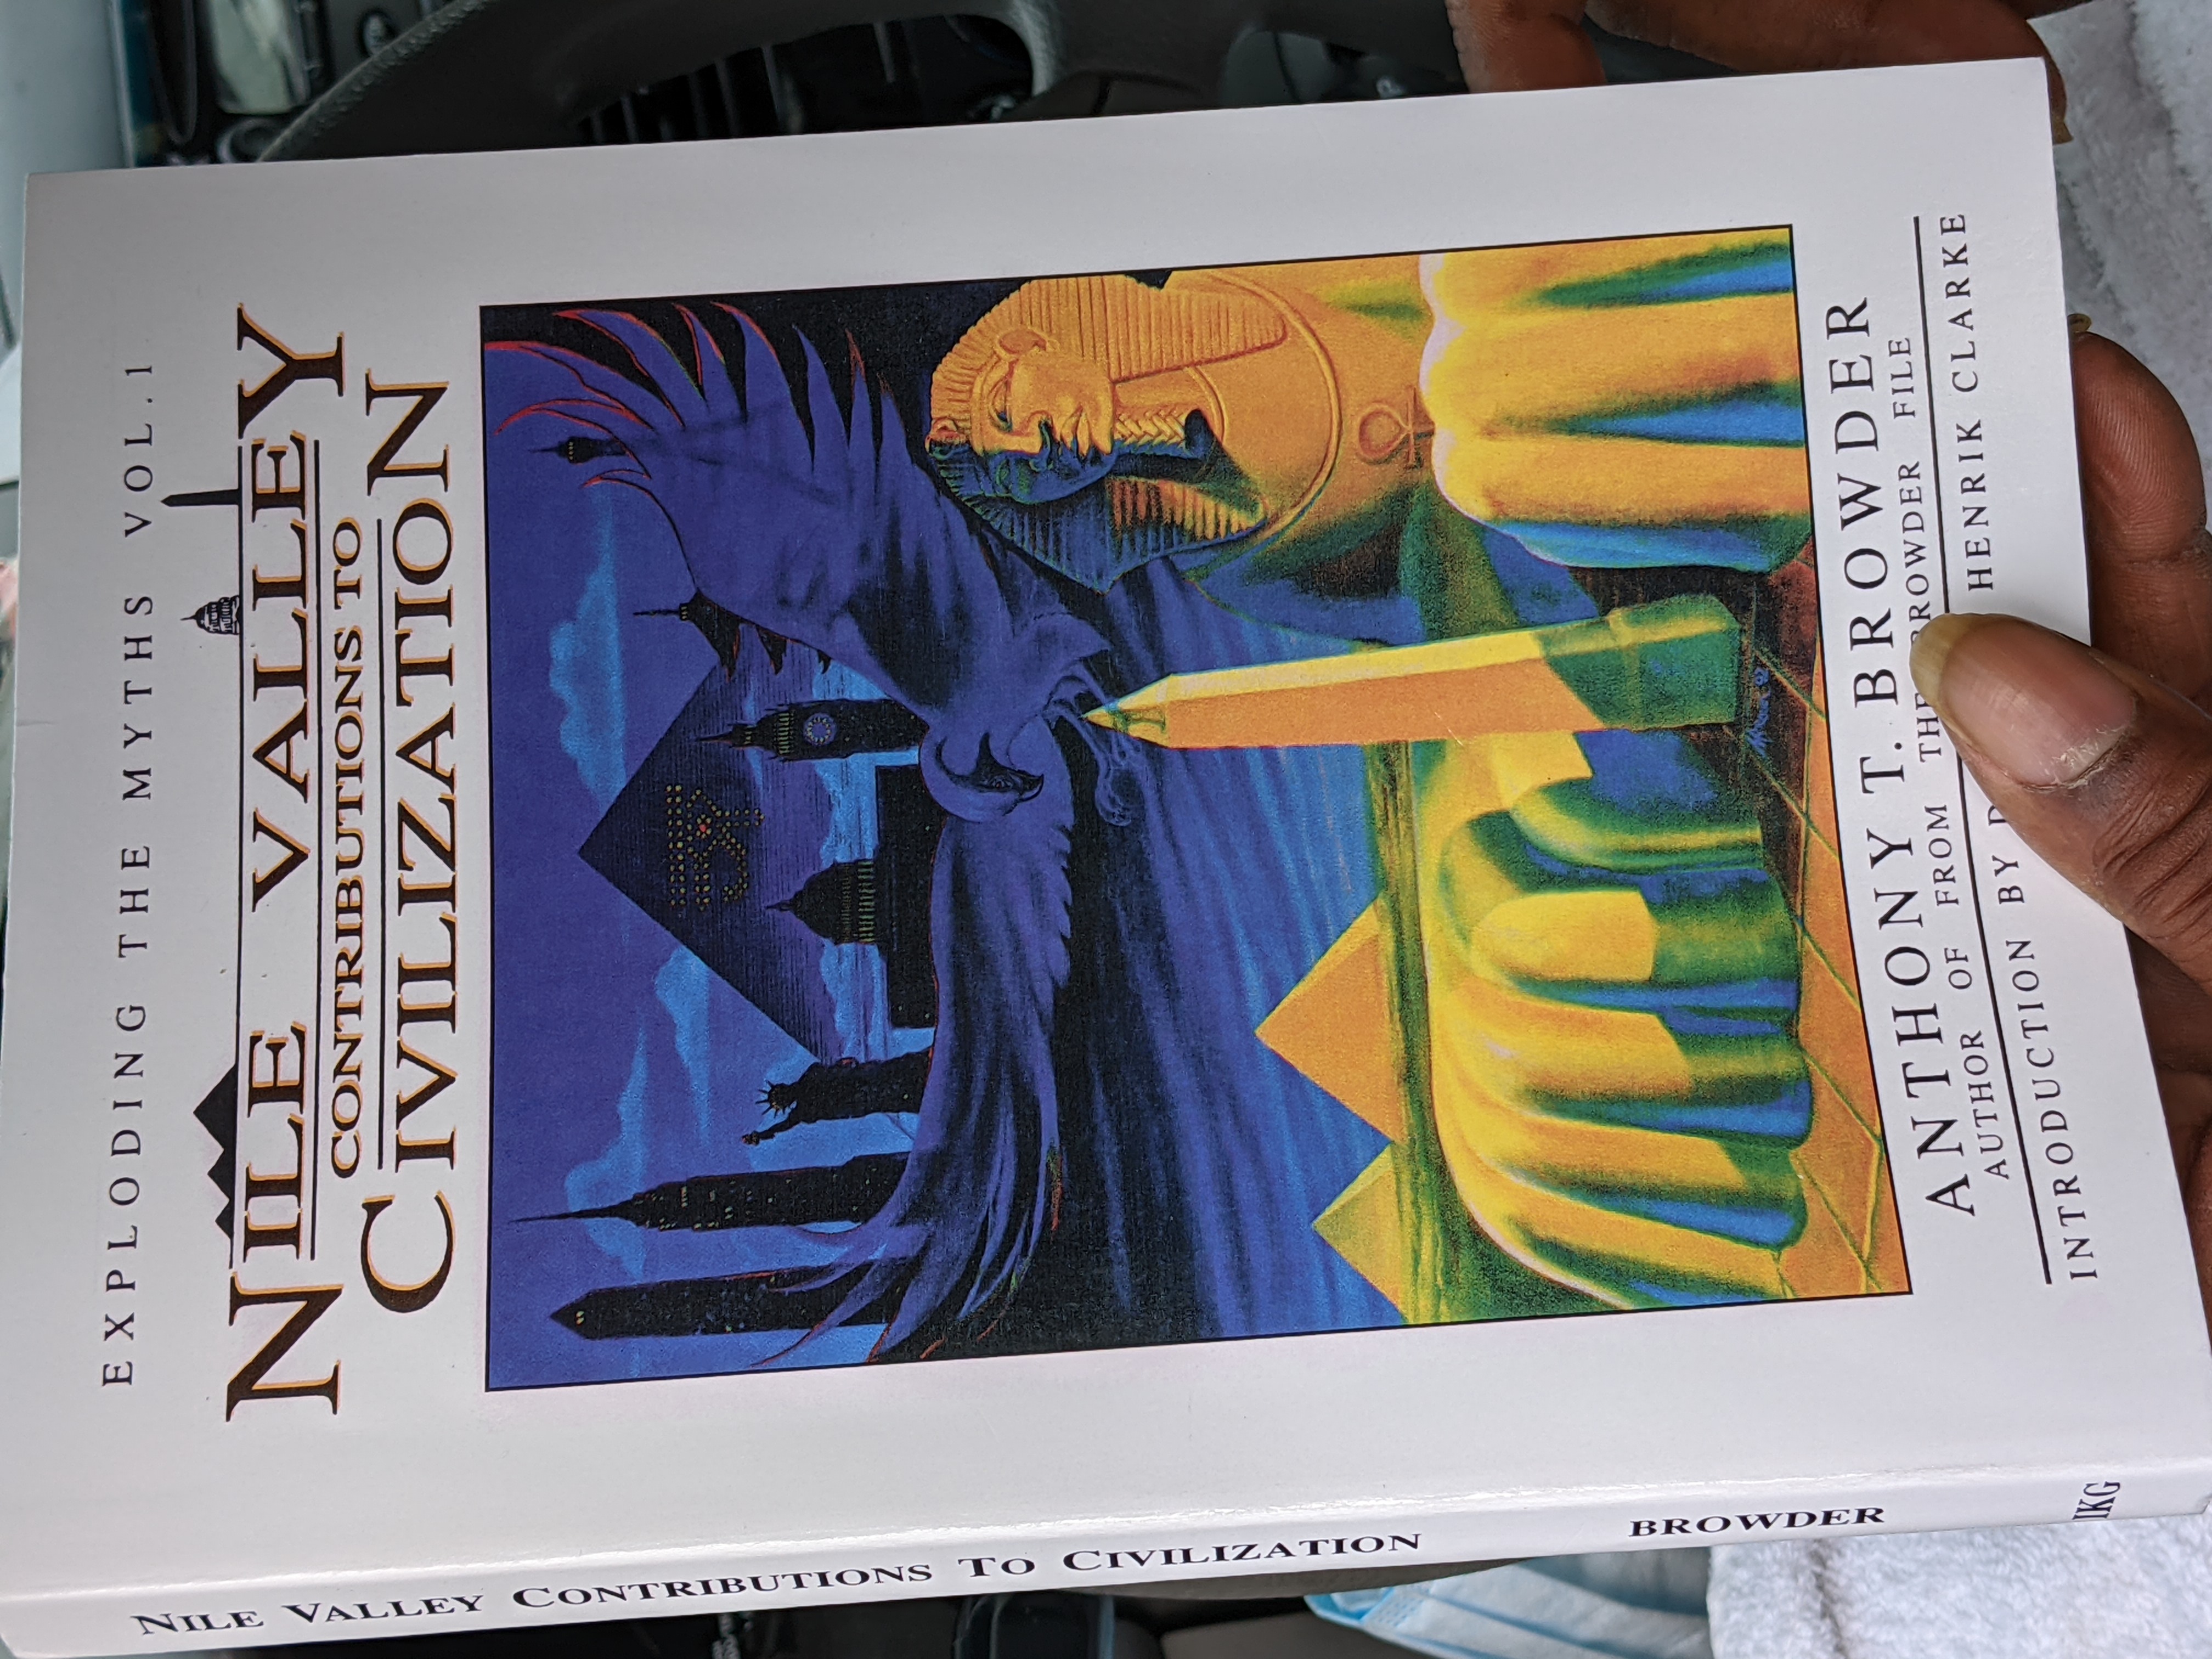 EXPLODING THE MYTHS VOL.1
NILE VALLEY
CONTRIBUTIONS TO
CIVILIZATION
ANTHONY T. BROWDER
AUTHOR OF FROM THE BROWDER FILE
INTRODUCTION BY D HENRIK CLARKE
NILE VALLEY CONTRIBUTIONS TO CIVILIZATION BROWDER IKG